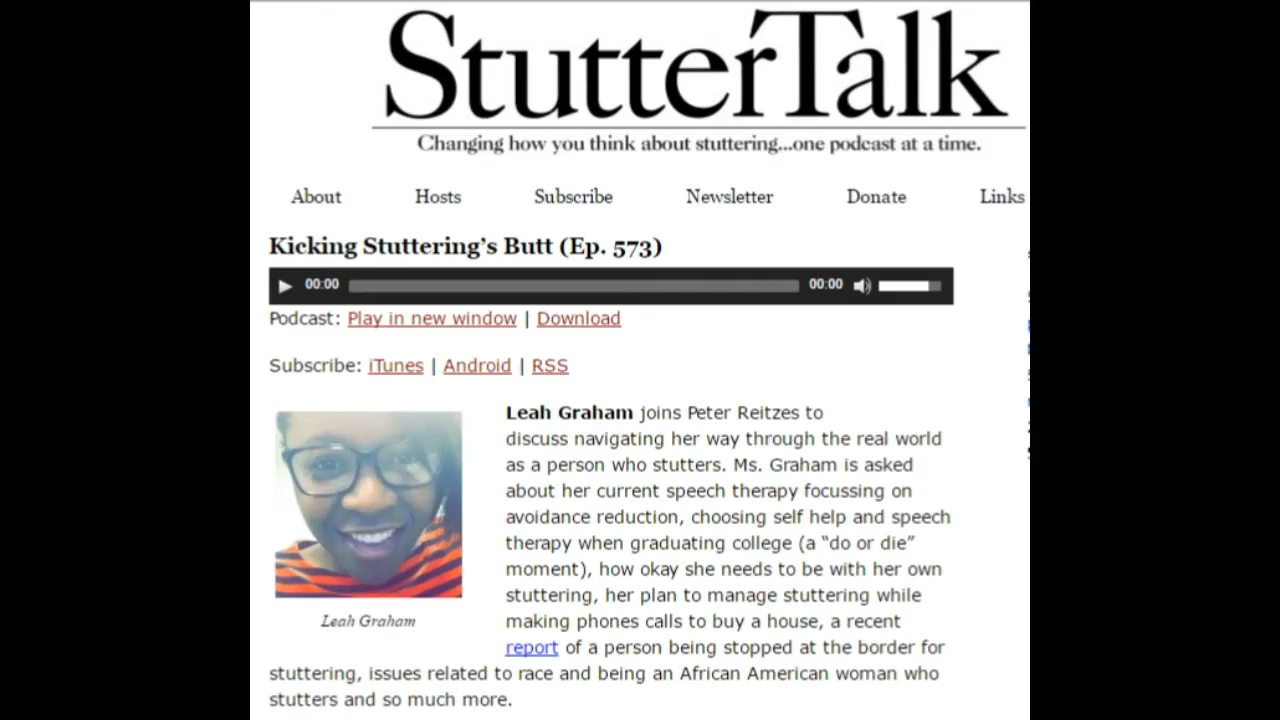 StutterTalk
Changing how you think about stuttering...one podcast at a time.
About Hosts Subscribe Newsletter Donate Links
Kicking Stuttering's Butt (Ep. 573)
00:00 00:00
Podcast: Play in new window | Download
Subscribe: iTunes | Android | RSS
Leah Graham joins Peter Reitzes to
discuss navigating her way through the real world
as a person who stutters. Ms. Graham is asked
about her current speech therapy focussing on
avoidance reduction, choosing self help and speech
therapy when graduating college (a “do or die”
moment), how okay she needs to be with her own
stuttering, her plan to manage stuttering while
making phones calls to buy a house, a recent
report of a person being stopped at the border for
stuttering, issues related to race and being an African American woman who
stutters and so much more.
Leah Graham